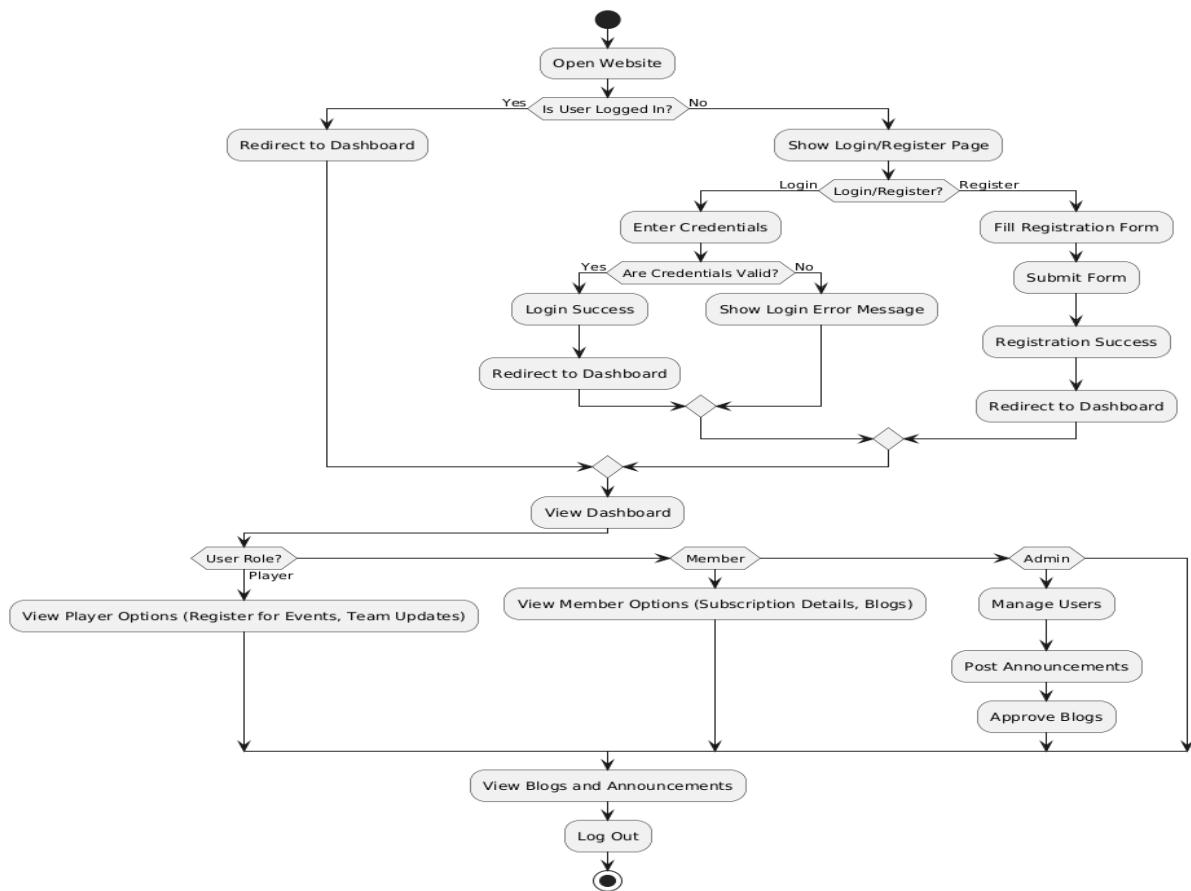 Open Website
Yes
Is User Logged In?
No
Redirect to Dashboard
Show Login/Register Page
Login
Login/Register?
Register
Enter Credentials
Fill Registration Form
Yes
Are Credentials Valid?
No
Submit Form
Login Success
Show Login Error Message
Registration Success
Redirect to Dashboard
Redirect to Dashboard
View Dashboard
User Role?
Member
Admin
Player
View Player Options (Register for Events, Team Updates)
View Member Options (Subscription Details, Blogs)
Manage Users
Post Announcements
Approve Blogs
View Blogs and Announcements
Log Out